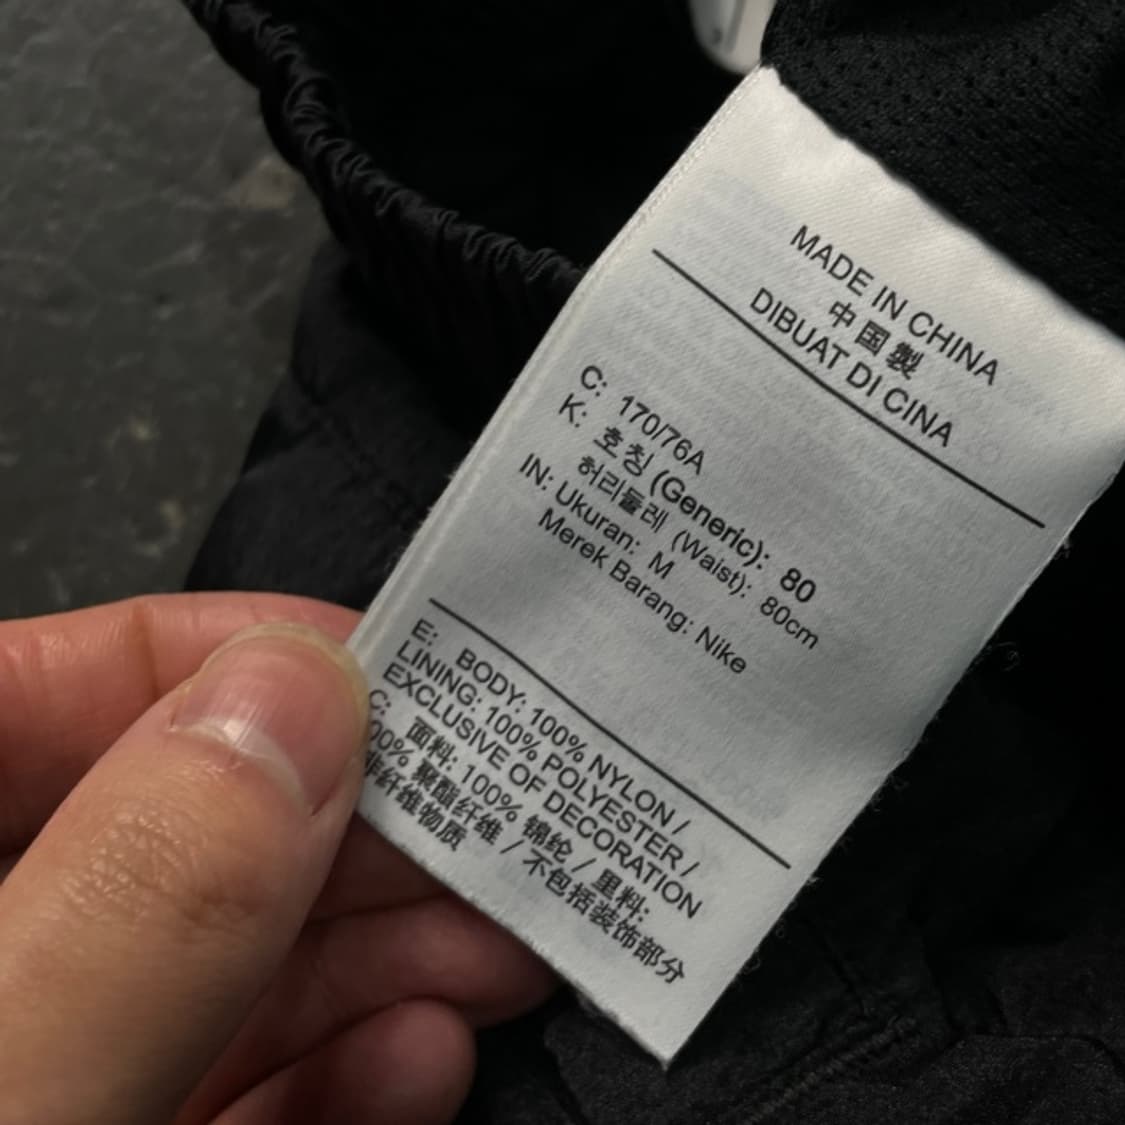 MADE IN CHINA
中国製
DIBUAT DI CINA
C: 170/76A
K: 호칭 (Generic): 80
허리둘레 (Waist): 80cm
IN: Ukuran: M
Merek Barang: Nike
E: BODY: 100% NYLON /
LINING: 100% POLYESTER /
EXCLUSIVE OF DECORATION
C: 面料: 100% 锦纶 / 里料:
00% 聚酯纤维 / 不包括装饰部分
非纤维物质